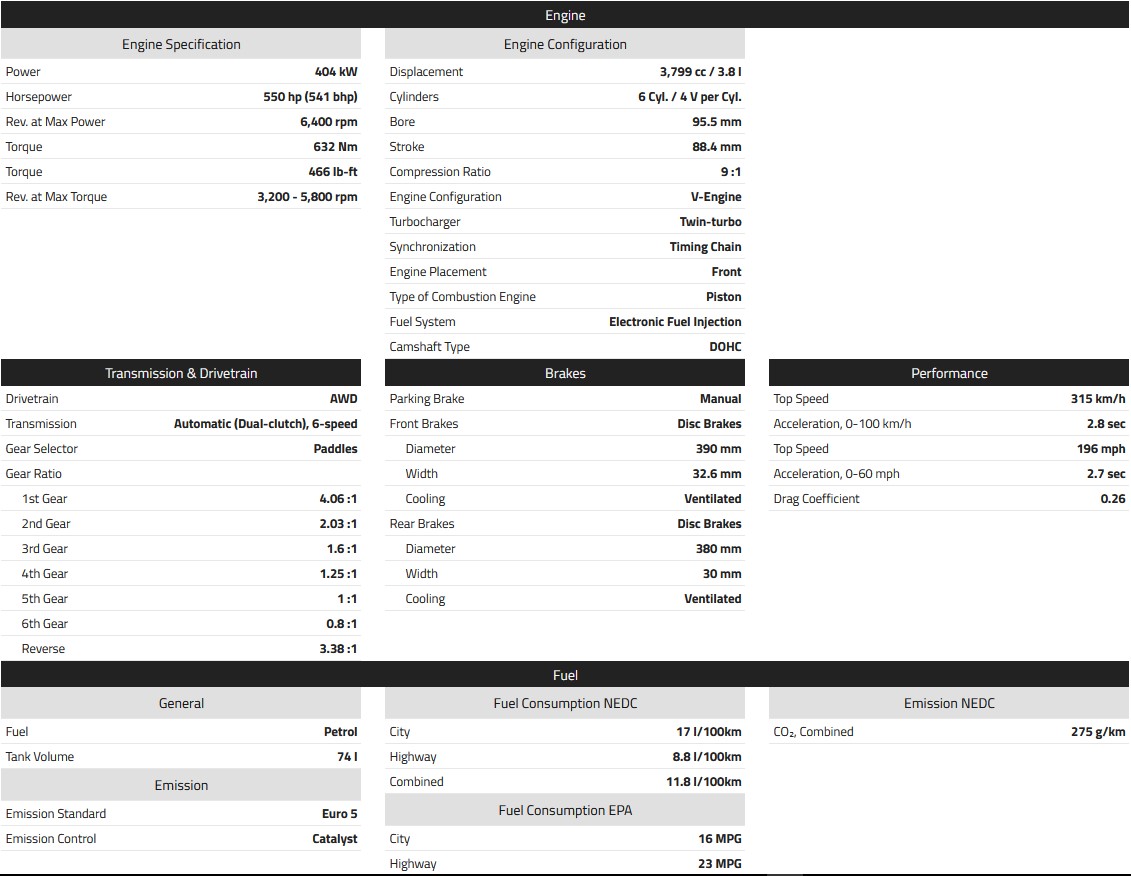 Engine
Engine Specification
Power 404 kW
Horsepower 550 hp (541 bhp)
Rev. at Max Power 6,400 rpm
Torque 632 Nm
Torque 466 lb-ft
Rev. at Max Torque 3,200 - 5,800 rpm
Engine Configuration
Displacement 3,799 cc / 3.8 l
Cylinders 6 Cyl. / 4 V per Cyl.
Bore 95.5 mm
Stroke 88.4 mm
Compression Ratio 9 :1
Engine Configuration V-Engine
Turbocharger Twin-turbo
Synchronization Timing Chain
Engine Placement Front
Type of Combustion Engine Piston
Fuel System Electronic Fuel Injection
Camshaft Type DOHC
Transmission & Drivetrain
Drivetrain AWD
Transmission Automatic (Dual-clutch), 6-speed
Gear Selector Paddles
Gear Ratio
1st Gear 4.06 :1
2nd Gear 2.03 :1
3rd Gear 1.6 :1
4th Gear 1.25 :1
5th Gear 1 :1
6th Gear 0.8 :1
Reverse 3.38 :1
Brakes
Parking Brake Manual
Front Brakes Disc Brakes
Diameter 390 mm
Width 32.6 mm
Cooling Ventilated
Rear Brakes Disc Brakes
Diameter 380 mm
Width 30 mm
Cooling Ventilated
Performance
Top Speed 315 km/h
Acceleration, 0-100 km/h 2.8 sec
Top Speed 196 mph
Acceleration, 0-60 mph 2.7 sec
Drag Coefficient 0.26
Fuel
General
Fuel Petrol
Tank Volume 74 l
Emission
Emission Standard Euro 5
Emission Control Catalyst
Fuel Consumption NEDC
City 17 l/100km
Highway 8.8 l/100km
Combined 11.8 l/100km
Fuel Consumption EPA
City 16 MPG
Highway 23 MPG
Emission NEDC
CO₂, Combined 275 g/km